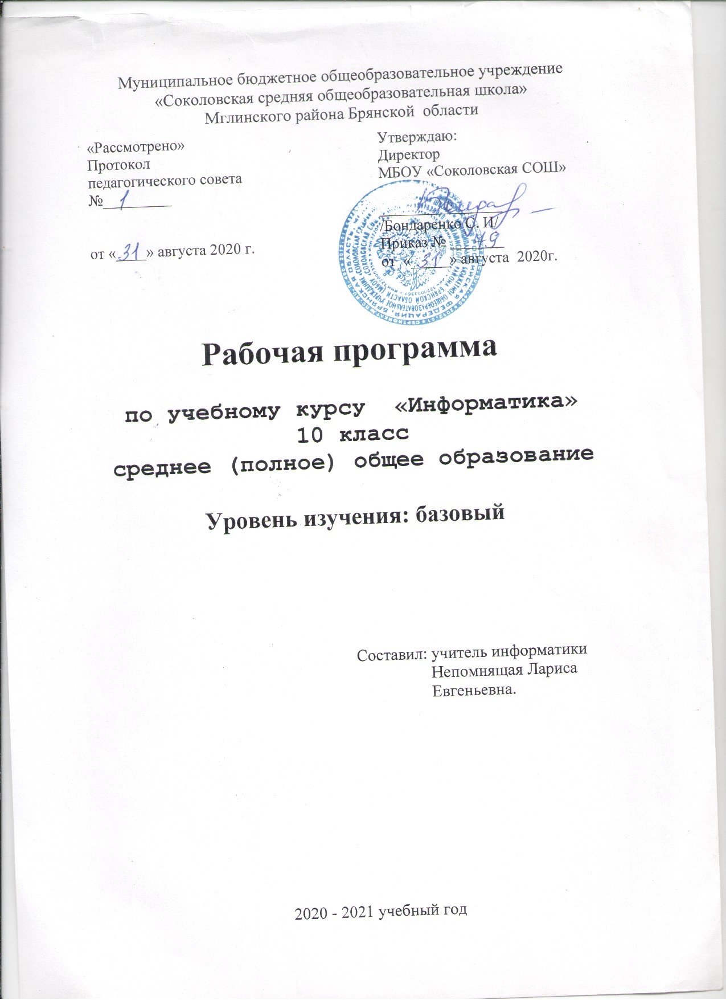 Муниципальное бюджетное общеобразовательное учреждение
«Соколовская средняя общеобразовательная школа»
Мглинского района Брянской области
«Рассмотрено»
Протокол
педагогического совета
№ 1
от «31» августа 2020 г.
Утверждаю:
Директор
МБОУ «Соколовская СОШ»
/Бондаренко С. И/
Приказ № 79
от «31» августа 2020г.
Рабочая программа
по учебному курсу «Информатика»
10 класс
среднее (полное) общее образование
Уровень изучения: базовый
Составил: учитель информатики
Непомнящая Лариса
Евгеньевна.
2020 - 2021 учебный год